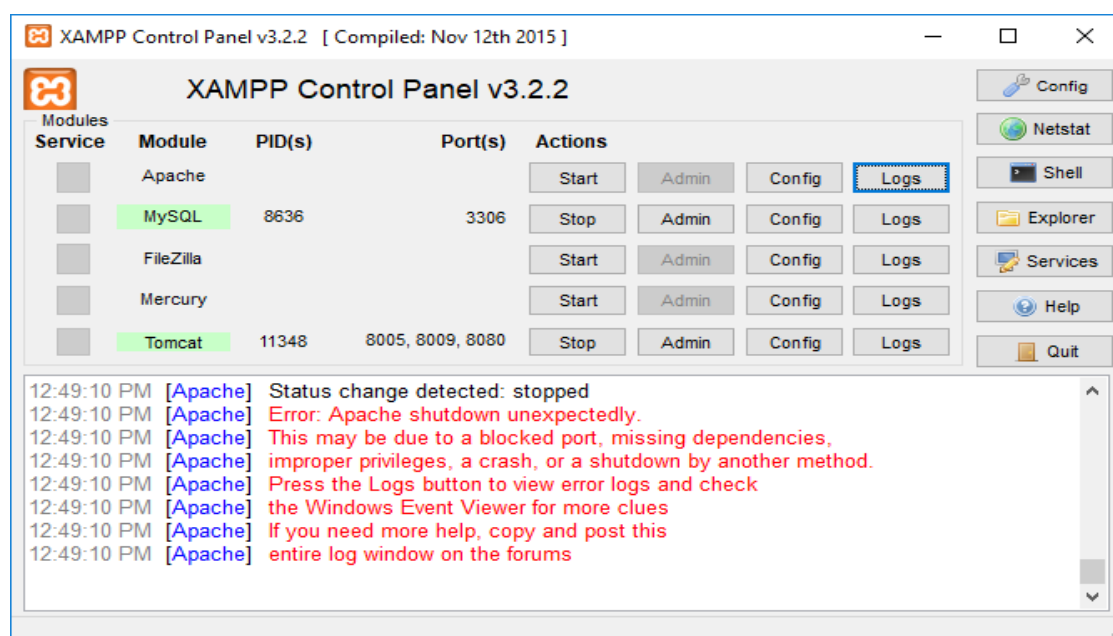 XAMPP Control Panel v3.2.2 [ Compiled: Nov 12th 2015 ]
XAMPP Control Panel v3.2.2
Config
Modules
Service Module PID(s) Port(s) Actions
Netstat
Apache Start Admin Config Logs
Shell
MySQL 8636 3306 Stop Admin Config Logs
Explorer
FileZilla Start Admin Config Logs
Services
Mercury Start Admin Config Logs
Help
Tomcat 11348 8005, 8009, 8080 Stop Admin Config Logs
Quit
12:49:10 PM [Apache] Status change detected: stopped
12:49:10 PM [Apache] Error: Apache shutdown unexpectedly.
12:49:10 PM [Apache] This may be due to a blocked port, missing dependencies,
12:49:10 PM [Apache] improper privileges, a crash, or a shutdown by another method.
12:49:10 PM [Apache] Press the Logs button to view error logs and check
12:49:10 PM [Apache] the Windows Event Viewer for more clues
12:49:10 PM [Apache] If you need more help, copy and post this
12:49:10 PM [Apache] entire log window on the forums